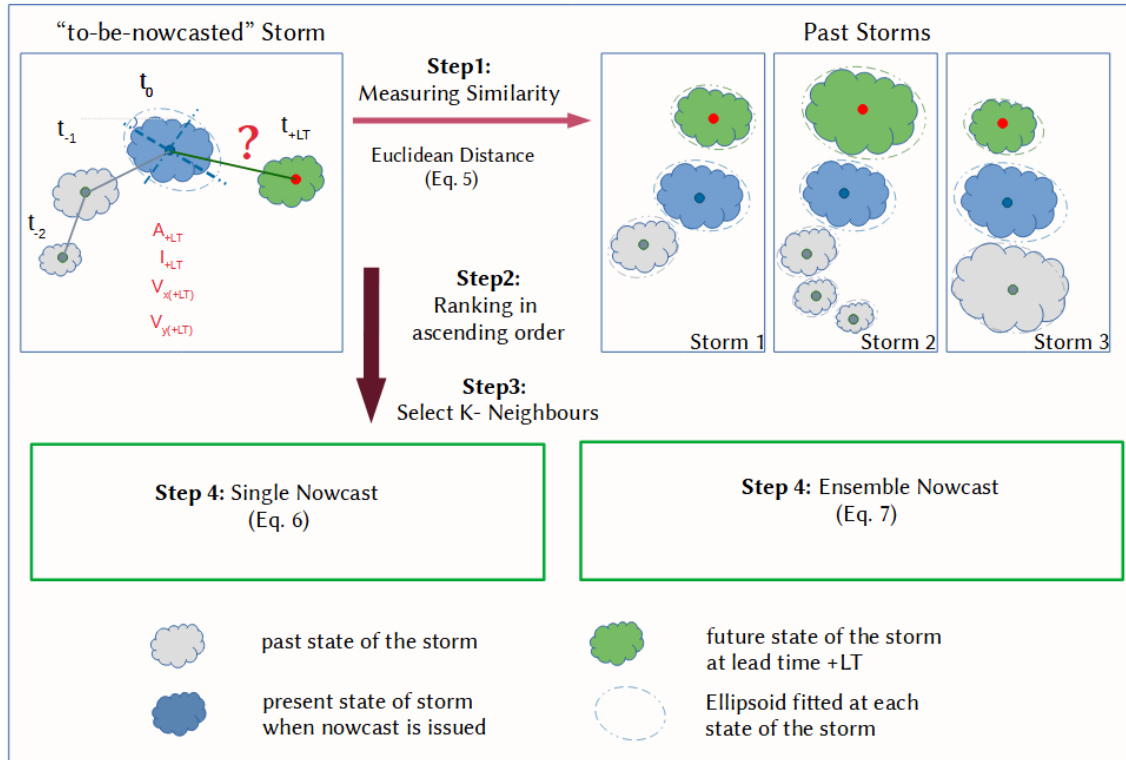 “to-be-nowcasted” Storm
Past Storms
t0
t-1
t-2
t+LT
?
A+LT
I+LT
Vx(+LT)
Vy(+LT)
Step1:
Measuring Similarity
Euclidean Distance
(Eq. 5)
Storm 1
Storm 2
Storm 3
Step2:
Ranking in
ascending order
Step3:
Select K- Neighbours
Step 4: Single Nowcast
(Eq. 6)
Step 4: Ensemble Nowcast
(Eq. 7)
past state of the storm
future state of the storm
at lead time +LT
present state of storm
when nowcast is issued
Ellipsoid fitted at each
state of the storm